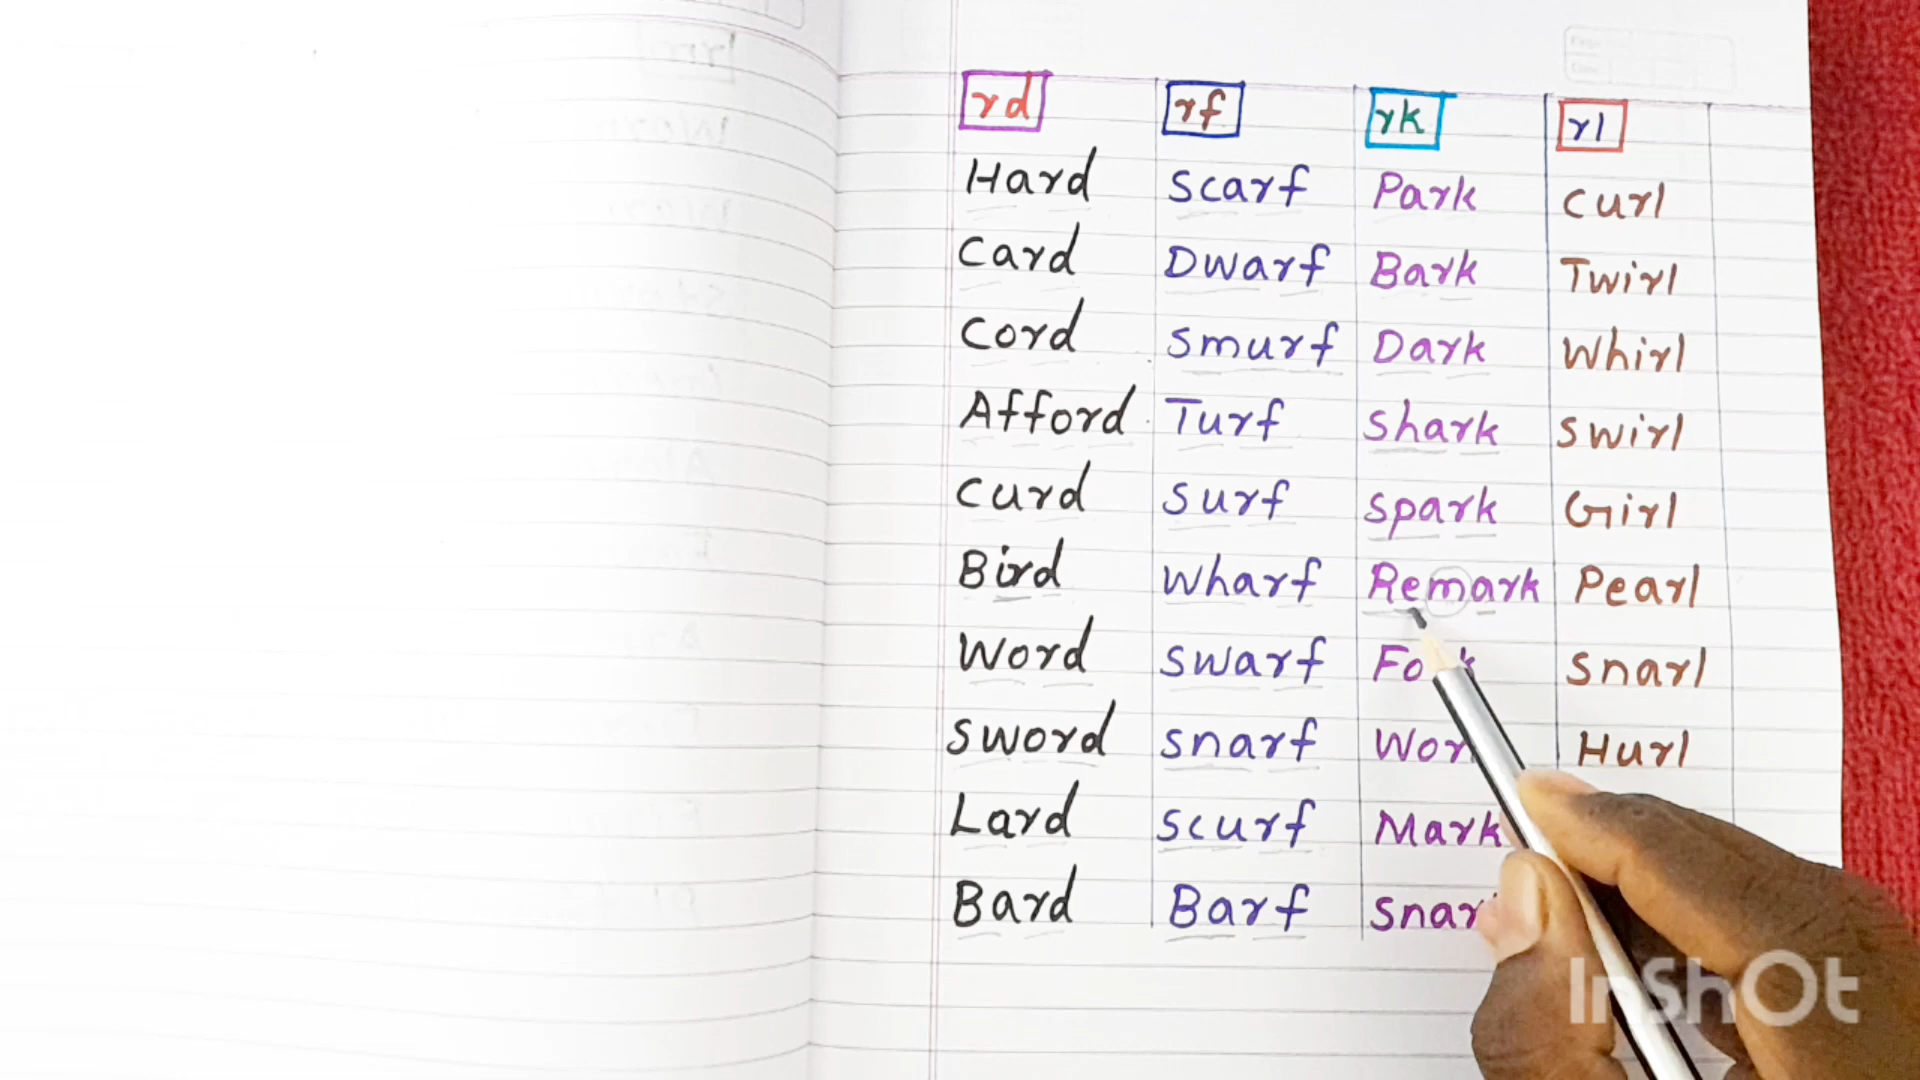 rd rf rk rl
Hard Scarf Park Curl
Card Dwarf Bark Twirl
Cord Smurf Dark Whirl
Afford Turf Shark Swirl
Curd Surf Spark Girl
Bird Wharf Remark Pearl
Word Swarf Snarl
Sword Snarf Hurl
Lard Scurf Mark
Bard Barf
InShOt